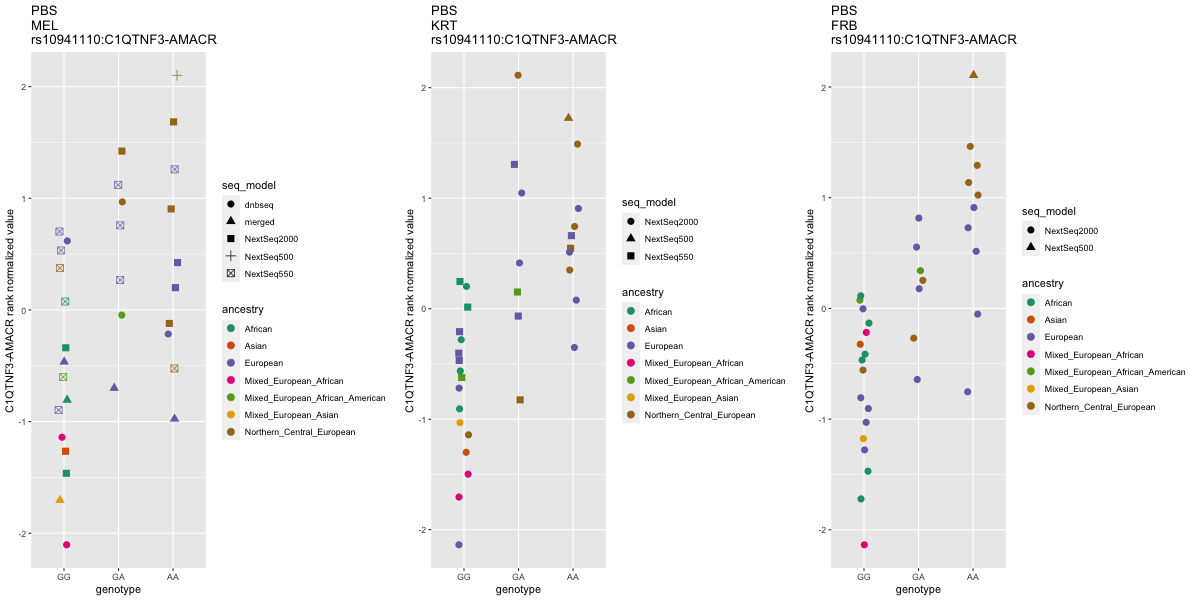 PBS
MEL
rs10941110:C1QTNF3-AMACR
C1QTNF3-AMACR rank normalized value
2
1
0
-1
-2
GG
GA
AA
genotype
seq_model
dnbseq
merged
NextSeq2000
NextSeq500
NextSeq550
ancestry
African
Asian
European
Mixed_European_African
Mixed_European_African_American
Mixed_European_Asian
Northern_Central_European
PBS
KRT
rs10941110:C1QTNF3-AMACR
C1QTNF3-AMACR rank normalized value
2
1
0
-1
-2
GG
GA
AA
genotype
seq_model
NextSeq2000
NextSeq500
NextSeq550
ancestry
African
Asian
European
Mixed_European_African
Mixed_European_African_American
Mixed_European_Asian
Northern_Central_European
PBS
FRB
rs10941110:C1QTNF3-AMACR
C1QTNF3-AMACR rank normalized value
2
1
0
-1
-2
GG
GA
AA
genotype
seq_model
NextSeq2000
NextSeq500
ancestry
African
Asian
European
Mixed_European_African
Mixed_European_African_American
Mixed_European_Asian
Northern_Central_European